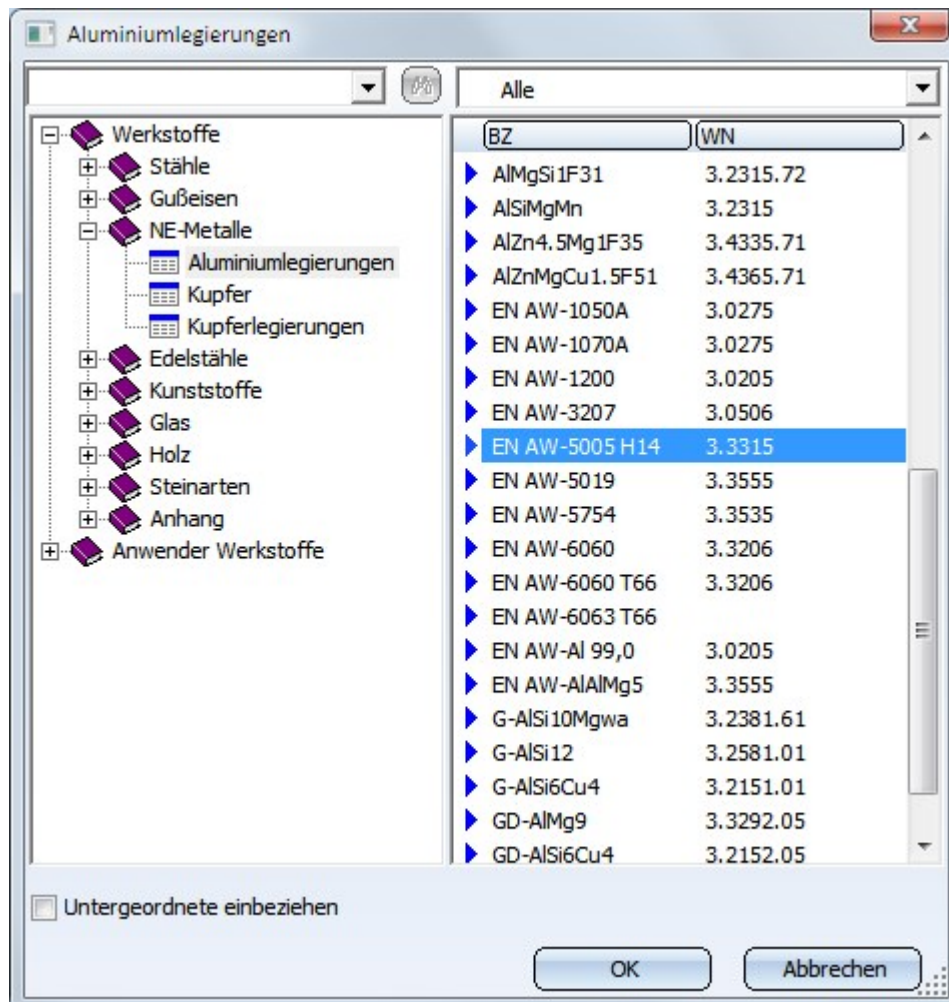 Aluminiumlegierungen
Alle
Werkstoffe
Stähle
Gußeisen
NE-Metalle
Aluminiumlegierungen
Kupfer
Kupferlegierungen
Edelstähle
Kunststoffe
Glas
Holz
Steinarten
Anhang
Anwender Werkstoffe
BZ WN
AlMgSi1F31 3.2315.72
AlSiMgMn 3.2315
AlZn4.5Mg1F35 3.4335.71
AlZnMgCu1.5F51 3.4365.71
EN AW-1050A 3.0275
EN AW-1070A 3.0275
EN AW-1200 3.0205
EN AW-3207 3.0506
EN AW-5005 H14 3.3315
EN AW-5019 3.3555
EN AW-5754 3.3535
EN AW-6060 3.3206
EN AW-6060 T66 3.3206
EN AW-6063 T66
EN AW-Al 99,0 3.0205
EN AW-AlAlMg5 3.3555
G-AlSi10Mgwa 3.2381.61
G-AlSi12 3.2581.01
G-AlSi6Cu4 3.2151.01
GD-AlMg9 3.3292.05
GD-AlSi6Cu4 3.2152.05
Untergeordnete einbeziehen
OK Abbrechen